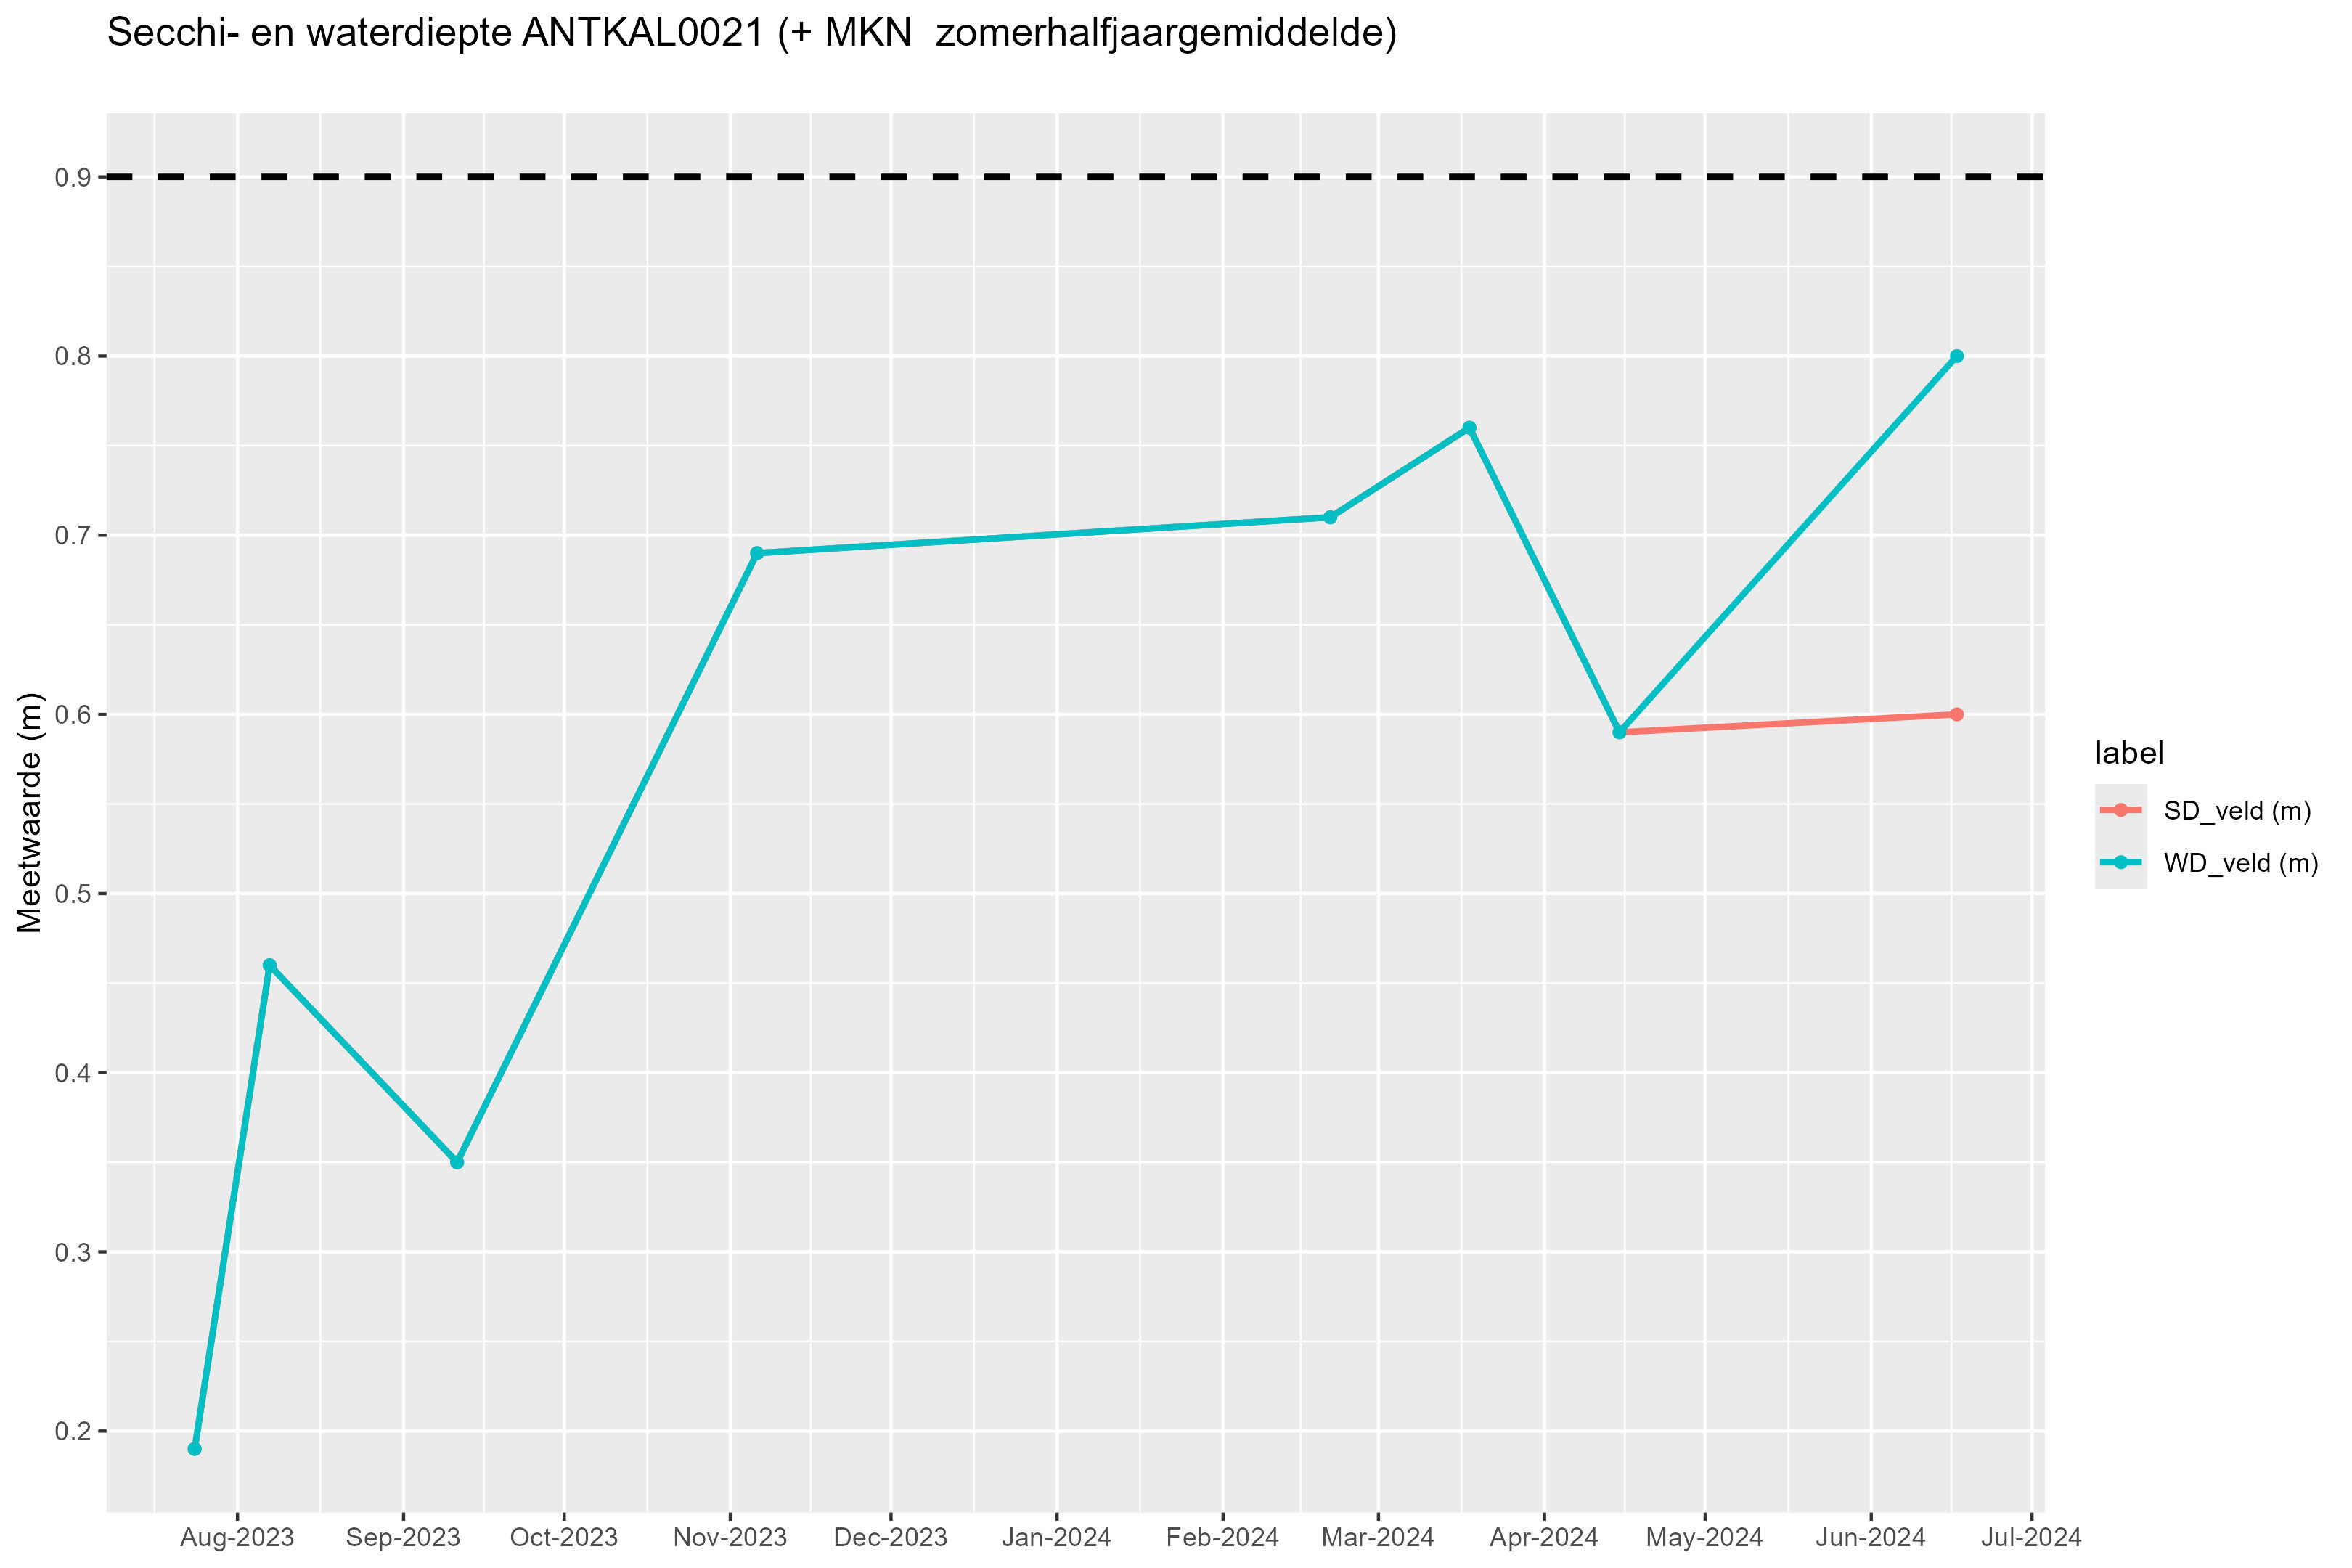 Secchi- en waterdiepte ANTKAL0021 (+ MKN  zomerhalfjaargemiddelde)
Meetwaarde (m)
0.9
0.8
0.7
0.6
0.5
0.4
0.3
0.2
Aug-2023 Sep-2023 Oct-2023 Nov-2023 Dec-2023 Jan-2024 Feb-2024 Mar-2024 Apr-2024 May-2024 Jun-2024 Jul-2024
label
SD_veld (m)
WD_veld (m)